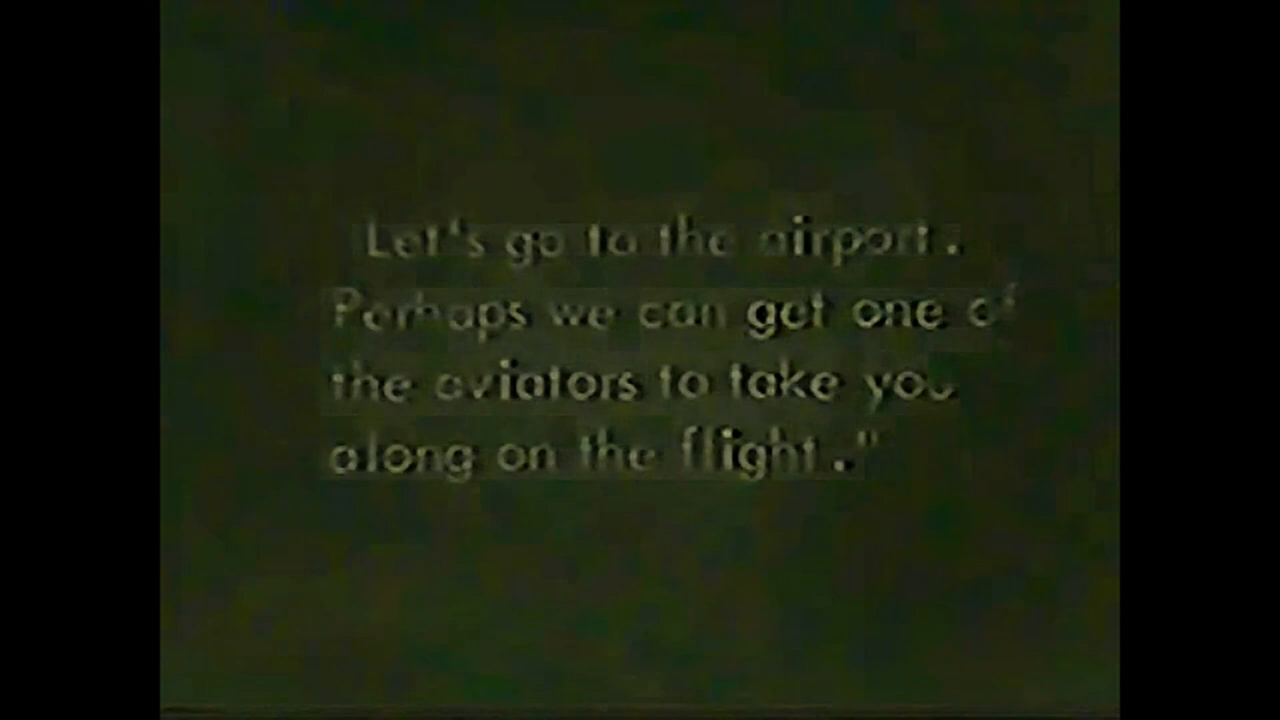 Let's go to the airport.
Perhaps we can get one of
the aviators to take you
along on the flight."